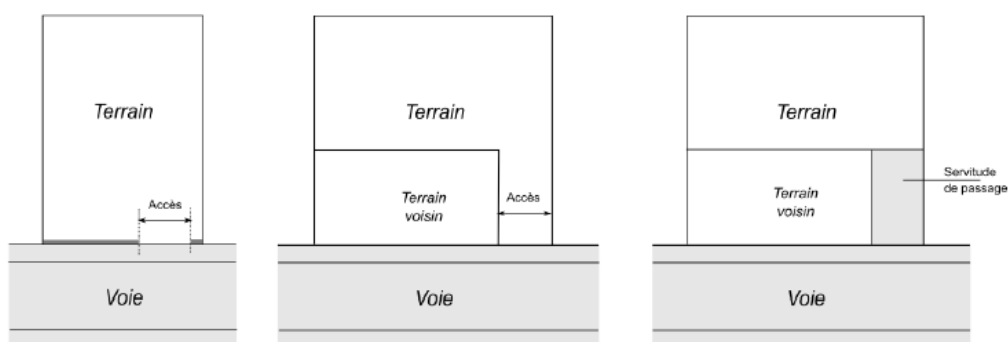 Terrain
Accès
Voie
Terrain
Terrain
voisin
Accès
Voie
Terrain
Terrain
voisin
Servitude
de passage
Voie